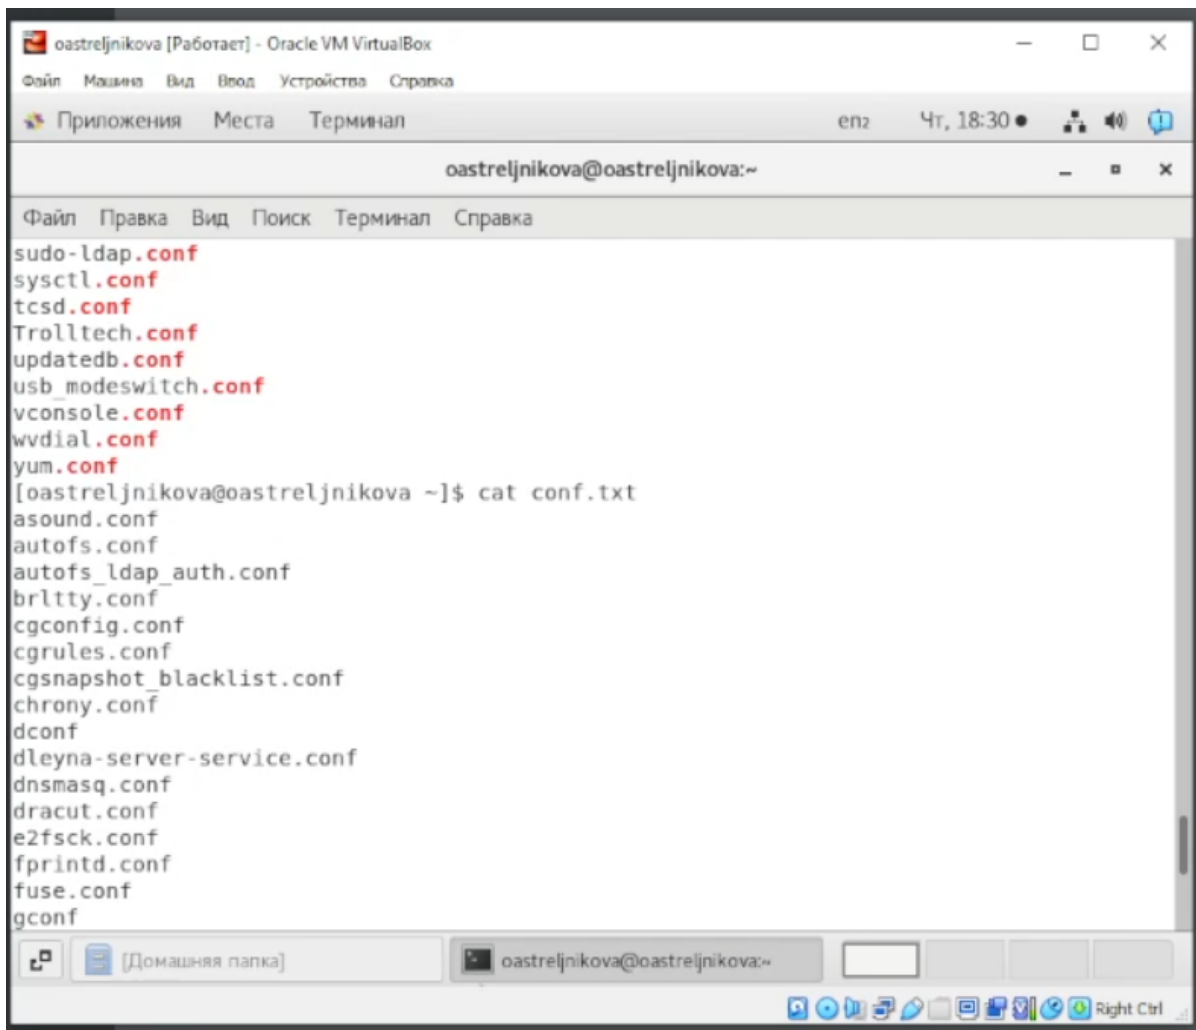 oastreljnikova [Работает] - Oracle VM VirtualBox
Файл Машина Вид Ввод Устройства Справка
Приложения Места Терминал en2 Чт, 18:30
oastreljnikova@oastreljnikova:~
Файл Правка Вид Поиск Терминал Справка
sudo-ldap.conf
sysctl.conf
tcsd.conf
Trolltech.conf
updatedb.conf
usb_modeswitch.conf
vconsole.conf
wvdial.conf
yum.conf
[oastreljnikova@oastreljnikova ~]$ cat conf.txt
asound.conf
autofs.conf
autofs_ldap_auth.conf
brltty.conf
cgconfig.conf
cgrules.conf
cgsnapshot_blacklist.conf
chrony.conf
dconf
dleyna-server-service.conf
dnsmasq.conf
dracut.conf
e2fsck.conf
fprintd.conf
fuse.conf
gconf
[Домашняя папка] oastreljnikova@oastreljnikova:~
Right Ctrl